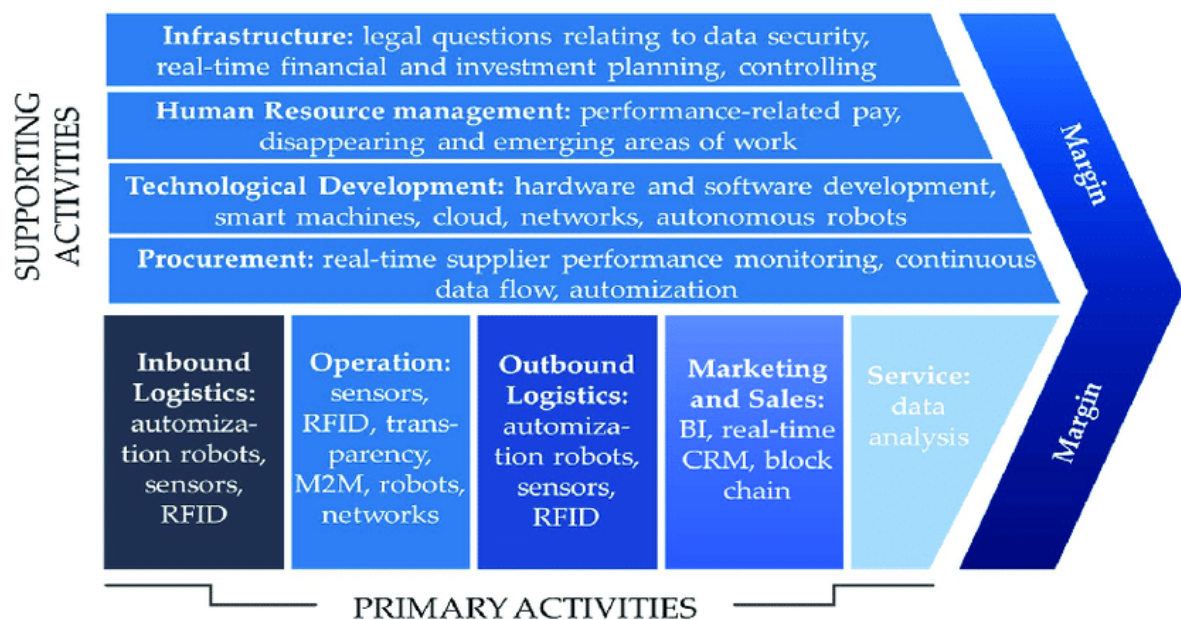 Infrastructure: legal questions relating to data security,
real-time financial and investment planning, controlling
Human Resource management: performance-related pay,
disappearing and emerging areas of work
Technological Development: hardware and software development,
smart machines, cloud, networks, autonomous robots
Procurement: real-time supplier performance monitoring, continuous
data flow, automization
SUPPORTING
ACTIVITIES
Margin
Inbound
Logistics:
automiza-
tion robots,
sensors,
RFID
Operation:
sensors,
RFID, trans-
parency,
M2M, robots,
networks
Outbound
Logistics:
automiza-
tion robots,
sensors,
RFID
Marketing
and Sales:
BI, real-time
CRM, block
chain
Service:
data
analysis
Margin
PRIMARY ACTIVITIES